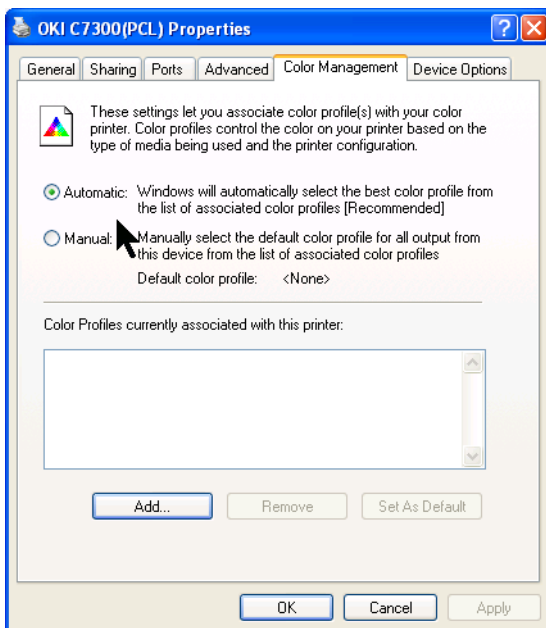 OKI C7300(PCL) Properties
General Sharing Ports Advanced Color Management Device Options
These settings let you associate color profile(s) with your color
printer. Color profiles control the color on your printer based on the
type of media being used and the printer configuration.
Automatic: Windows will automatically select the best color profile from
the list of associated color profiles [Recommended]
Manual: Manually select the default color profile for all output from
this device from the list of associated color profiles
Default color profile: <None>
Color Profiles currently associated with this printer:
Add... Remove Set As Default
OK Cancel Apply